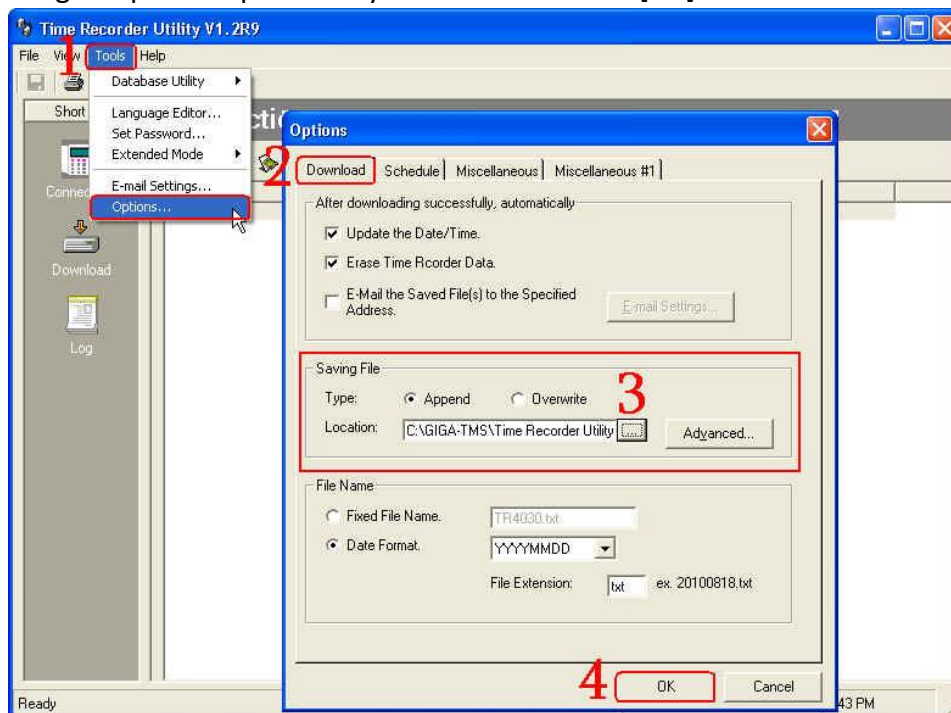 Time Recorder Utility V1.2R9
1
File View Tools Help
Database Utility
Short
Language Editor...
Set Password...
Extended Mode
Options
2
Download Schedule Miscellaneous Miscellaneous #1
E-mail Settings...
Options...
After downloading successfully, automatically
Update the Date/Time.
Download
Erase Time Rcorder Data.
E-Mail the Saved File(s) to the Specified
Address.
E-mail Settings...
Log
Saving File
3
Type: Append Overwrite
Location: C:\GIGA-TMS\Time Recorder Utility ... Advanced...
File Name
Fixed File Name. TR4030.txt
Date Format. YYYYMMDD
File Extension: txt ex. 20100818.txt
4
OK Cancel
Ready 43 PM